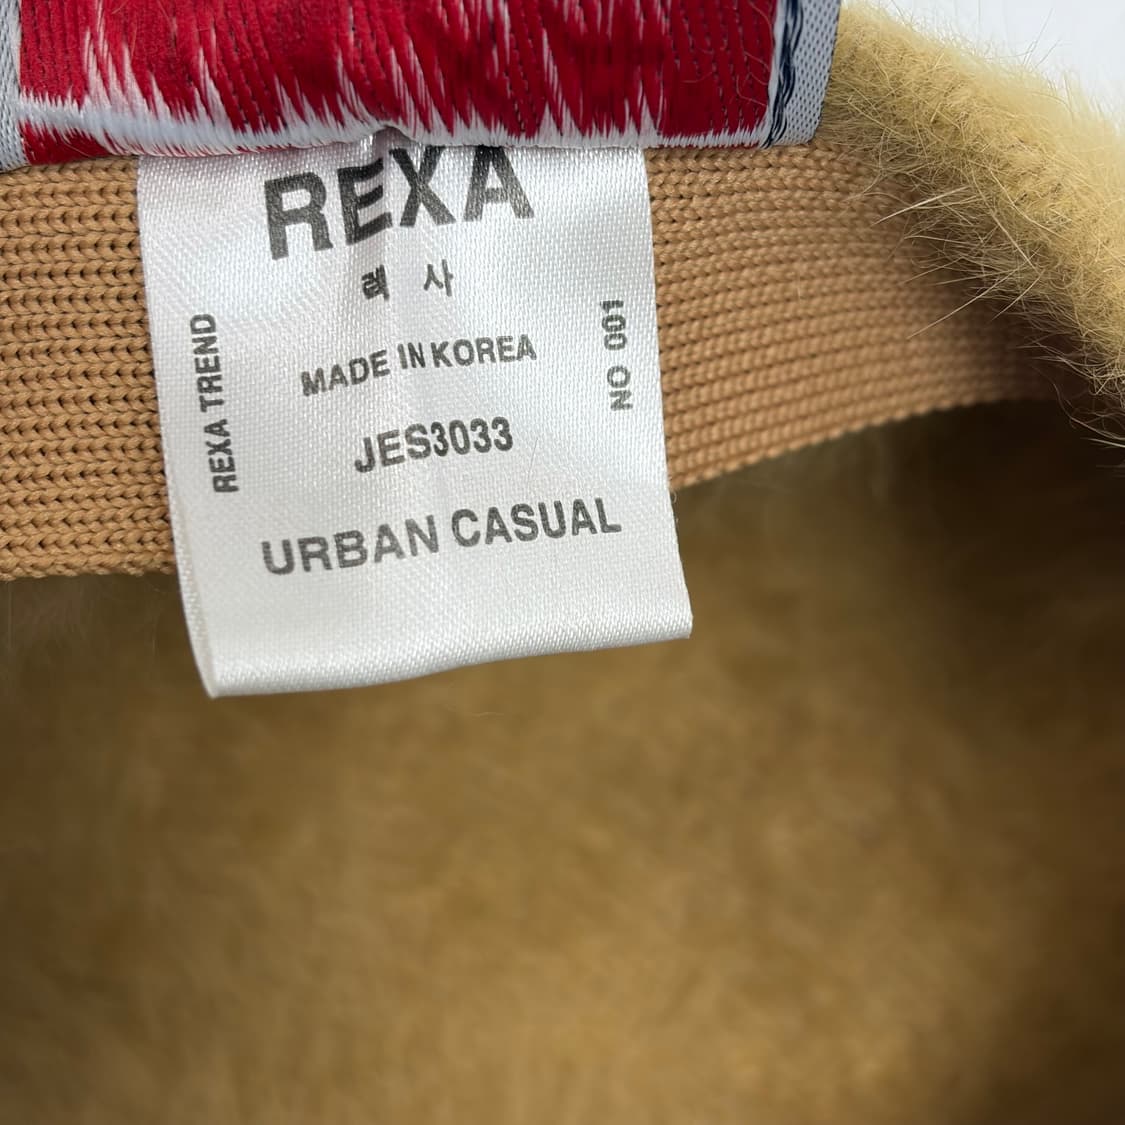 REXA
렉 사
MADE IN KOREA
JES3033
URBAN CASUAL
REXA TREND
NO 001